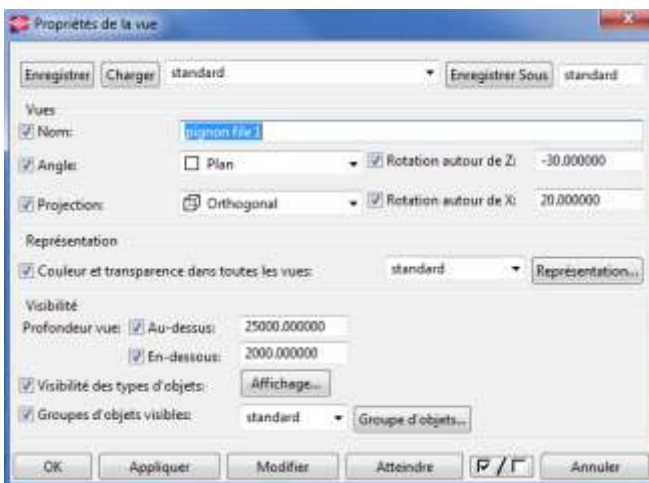 Propriétés de la vue
Enregistrer Charger standard Enregistrer Sous standard
Vues
Nom: pignon file 1
Angle: Plan Rotation autour de Z: -30.000000
Projection: Orthogonal Rotation autour de X: 20.000000
Représentation
Couleur et transparence dans toutes les vues: standard Représentation...
Visibilité
Profondeur vue: Au-dessus: 25000.000000
En-dessous: 2000.000000
Visibilité des types d'objets: Affichage...
Groupes d'objets visibles: standard Groupe d'objets...
OK Appliquer Modifier Atteindre / Annuler